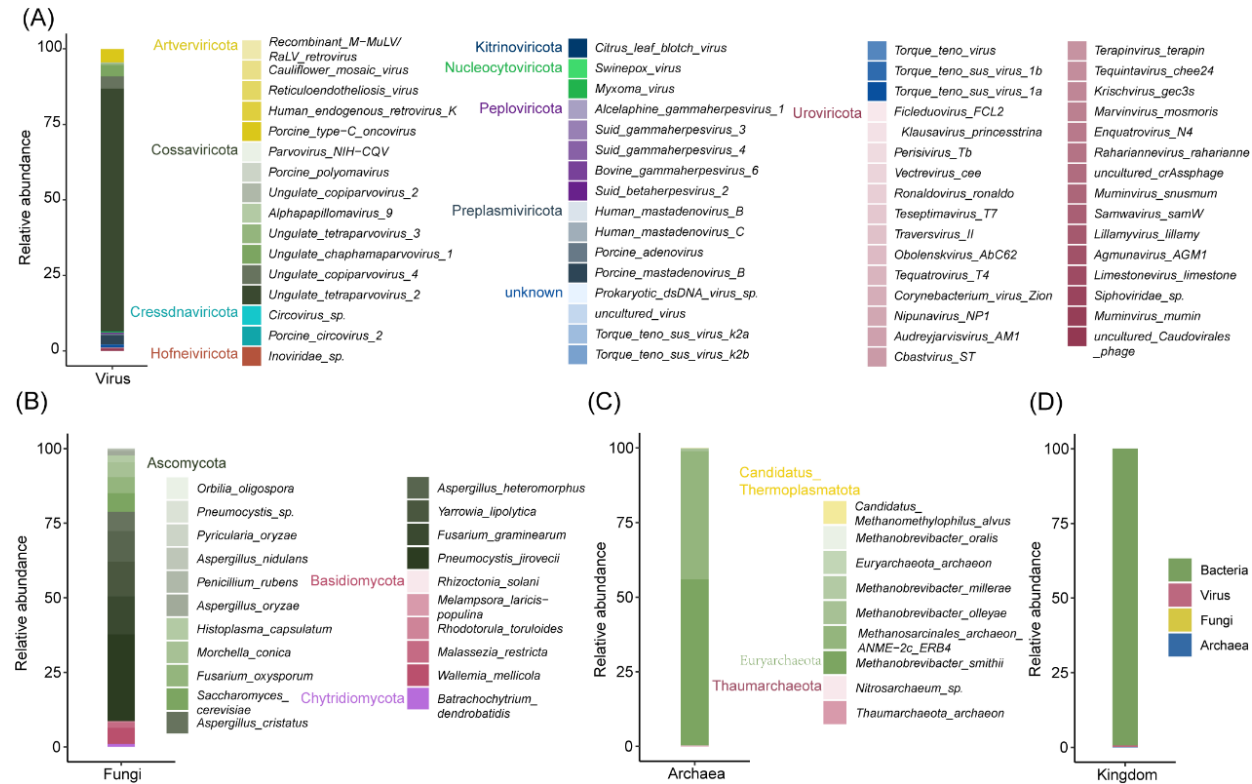 (A)
100
75
50
25
0
Relative abundance
Virus
Artverviricota
Recombinant_M−MuLV/
RaLV_retrovirus
Cauliflower_mosaic_virus
Reticuloendotheliosis_virus
Human_endogenous_retrovirus_K
Porcine_type−C_oncovirus
Cossaviricota
Parvovirus_NIH−CQV
Porcine_polyomavirus
Ungulate_copiparvovirus_2
Alphapapillomavirus_9
Ungulate_tetraparvovirus_3
Ungulate_chaphamaparvovirus_1
Ungulate_copiparvovirus_4
Ungulate_tetraparvovirus_2
Cressdnaviricota
Circovirus_sp.
Porcine_circovirus_2
Hofneiviricota
Inoviridae_sp.
Kitrinoviricota
Citrus_leaf_blotch_virus
Nucleocytoviricota
Swinepox_virus
Myxoma_virus
Peploviricota
Alcelaphine_gammaherpesvirus_1
Suid_gammaherpesvirus_3
Suid_gammaherpesvirus_4
Bovine_gammaherpesvirus_6
Suid_betaherpesvirus_2
Preplasmiviricota
Human_mastadenovirus_B
Human_mastadenovirus_C
Porcine_adenovirus
Porcine_mastadenovirus_B
unknown
Prokaryotic_dsDNA_virus_sp.
uncultured_virus
Torque_teno_sus_virus_k2a
Torque_teno_sus_virus_k2b
Torque_teno_virus
Torque_teno_sus_virus_1b
Torque_teno_sus_virus_1a
Uroviricota
Ficleduovirus_FCL2
Klausavirus_princesstrina
Perisivirus_Tb
Vectrevirus_cee
Ronaldovirus_ronaldo
Teseptimavirus_T7
Traversvirus_II
Obolenskvirus_AbC62
Tequatrovirus_T4
Corynebacterium_virus_Zion
Nipunavirus_NP1
Audreyjarvisvirus_AM1
Cbastvirus_ST
Terapinvirus_terapin
Tequintavirus_chee24
Krischvirus_gec3s
Marvinvirus_mosmoris
Enquatrovirus_N4
Rahariannevirus_raharianne
uncultured_crAssphage
Muminvirus_snusmum
Samwavirus_samW
Lillamyvirus_lillamy
Agmunavirus_AGM1
Limestonevirus_limestone
Siphoviridae_sp.
Muminvirus_mumin
uncultured_Caudovirales
_phage
(B)
100
75
50
25
0
Relative abundance
Fungi
Ascomycota
Orbilia_oligospora
Pneumocystis_sp.
Pyricularia_oryzae
Aspergillus_nidulans
Penicillium_rubens
Aspergillus_oryzae
Histoplasma_capsulatum
Morchella_conica
Fusarium_oxysporum
Saccharomyces_
cerevisiae
Aspergillus_cristatus
Aspergillus_heteromorphus
Yarrowia_lipolytica
Fusarium_graminearum
Pneumocystis_jirovecii
Basidiomycota
Rhizoctonia_solani
Melampsora_laricis-
populina
Rhodotorula_toruloides
Malassezia_restricta
Wallemia_mellicola
Chytridiomycota
Batrachochytrium_
dendrobatidis
(C)
100
75
50
25
0
Relative abundance
Archaea
Candidatus_
Thermoplasmatota
Candidatus_
Methanomethylophilus_alvus
Methanobrevibacter_oralis
Euryarchaeota_archaeon
Methanobrevibacter_millerae
Methanobrevibacter_olleyae
Methanosarcinales_archaeon_
ANME−2c_ERB4
Euryarchaeota
Methanobrevibacter_smithii
Thaumarchaeota
Nitrosarchaeum_sp.
Thaumarchaeota_archaeon
(D)
100
75
50
25
0
Relative abundance
Kingdom
Bacteria
Virus
Fungi
Archaea